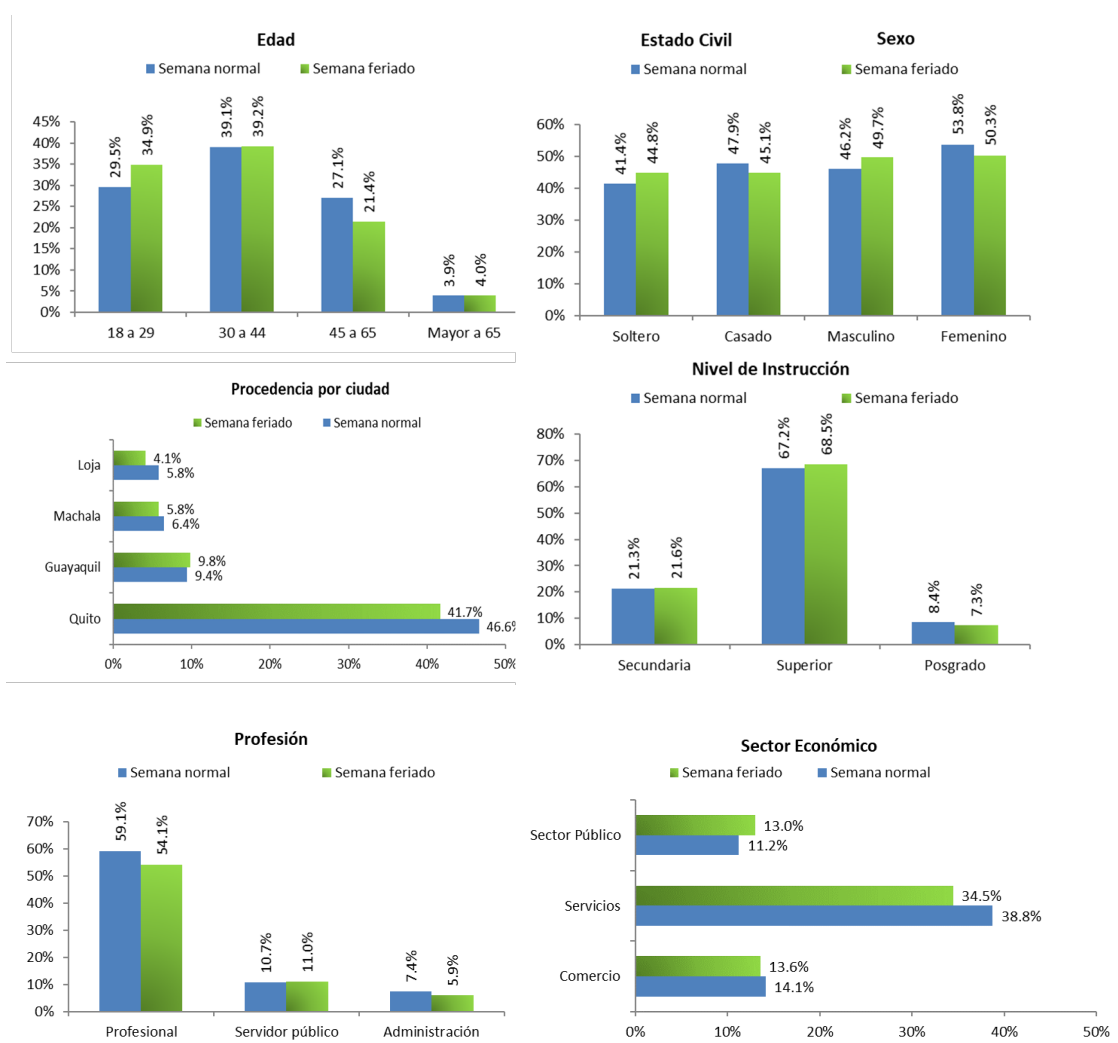 Edad
Semana normal Semana feriado
29.5% 34.9% 39.1% 39.2% 27.1% 21.4% 3.9% 4.0%
45%
40%
35%
30%
25%
20%
15%
10%
5%
0%
18 a 29 30 a 44 45 a 65 Mayor a 65
Estado Civil Sexo
Semana normal Semana feriado
41.4% 44.8% 47.9% 45.1% 46.2% 49.7% 53.8% 50.3%
60%
50%
40%
30%
20%
10%
0%
Soltero Casado Masculino Femenino
Procedencia por ciudad
Semana feriado Semana normal
Loja 4.1%
5.8%
Machala 5.8%
6.4%
Guayaquil 9.8%
9.4%
Quito 41.7%
46.6%
0% 10% 20% 30% 40% 50%
Nivel de Instrucción
Semana normal Semana feriado
21.3% 21.6% 67.2% 68.5% 8.4% 7.3%
80%
70%
60%
50%
40%
30%
20%
10%
0%
Secundaria Superior Posgrado
Profesión
Semana normal Semana feriado
59.1% 54.1% 10.7% 11.0% 7.4% 5.9%
70%
60%
50%
40%
30%
20%
10%
0%
Profesional Servidor público Administración
Sector Económico
Semana feriado Semana normal
Sector Público 13.0%
11.2%
Servicios 34.5%
38.8%
Comercio 13.6%
14.1%
0% 10% 20% 30% 40% 50%